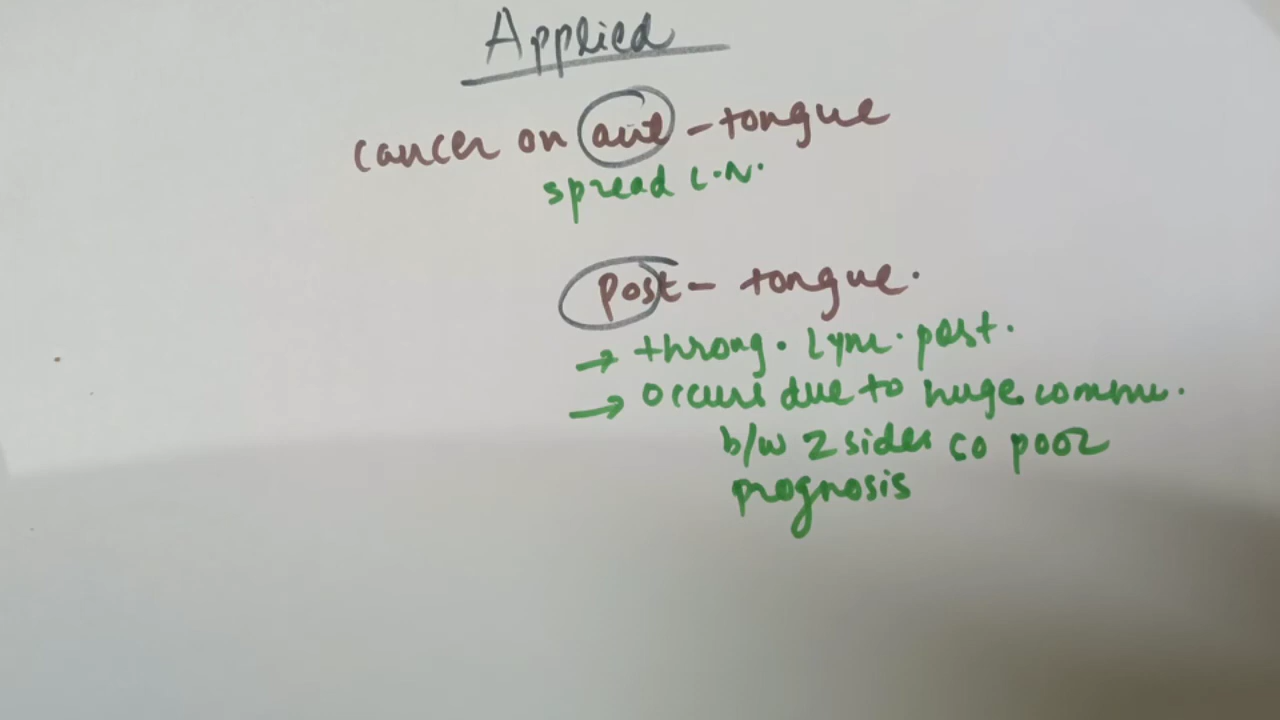 Applied
cancer on ant - tongue
spread L.N.
post - tongue.
→ throug. lym. post.
→ occurs due to huge. commu.
b/w 2 sides so poor
prognosis